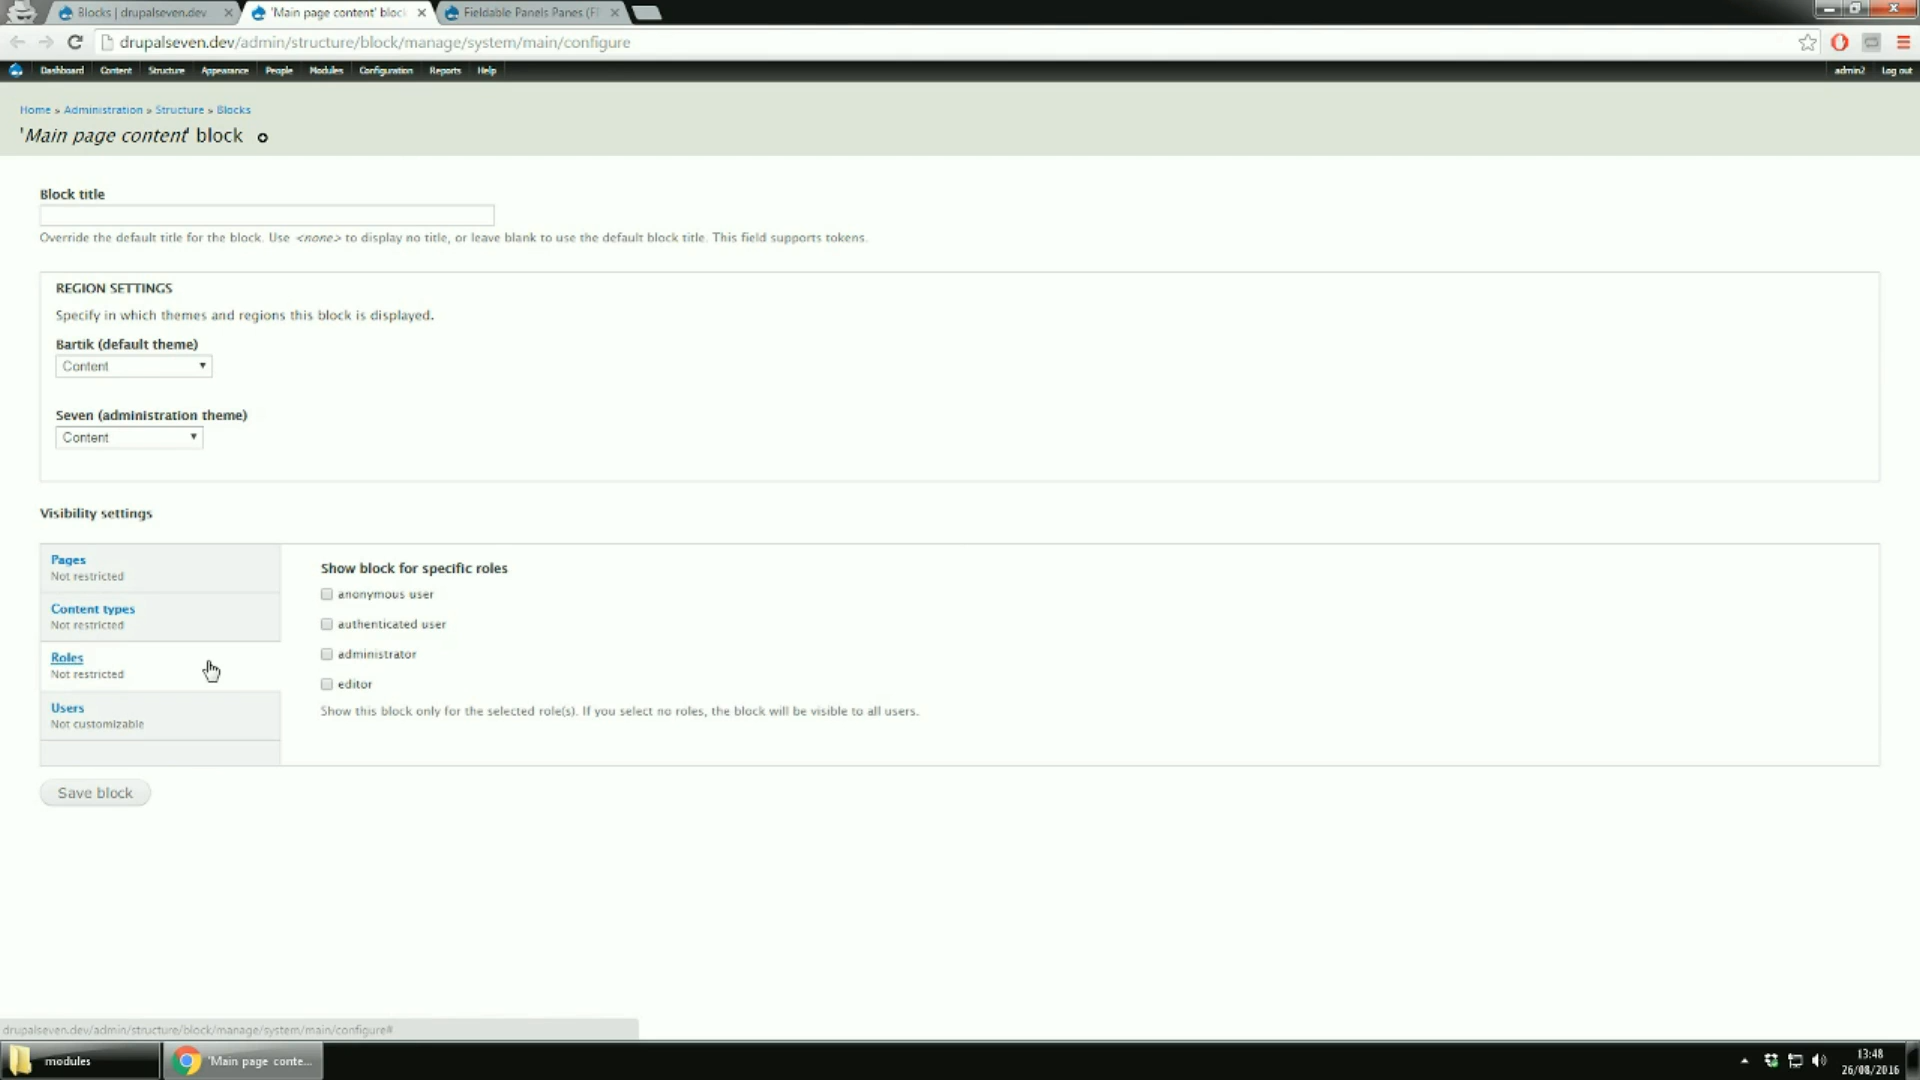 Blocks | drupalseven.dev
'Main page content' bloc
Fieldable Panels Panes (F
drupalseven.dev/admin/structure/block/manage/system/main/configure
Dashboard Content Structure Appearance People Modules Configuration Reports Help admin2 Log out
Home » Administration » Structure » Blocks
'Main page content' block
Block title
Override the default title for the block. Use <none> to display no title, or leave blank to use the default block title. This field supports tokens.
REGION SETTINGS
Specify in which themes and regions this block is displayed.
Bartik (default theme)
Content
Seven (administration theme)
Content
Visibility settings
Pages
Not restricted
Content types
Not restricted
Roles
Not restricted
Users
Not customizable
Show block for specific roles
anonymous user
authenticated user
administrator
editor
Show this block only for the selected role(s). If you select no roles, the block will be visible to all users.
Save block
drupalseven.dev/admin/structure/block/manage/system/main/configure#
modules
'Main page conte...
13:48
26/08/2016